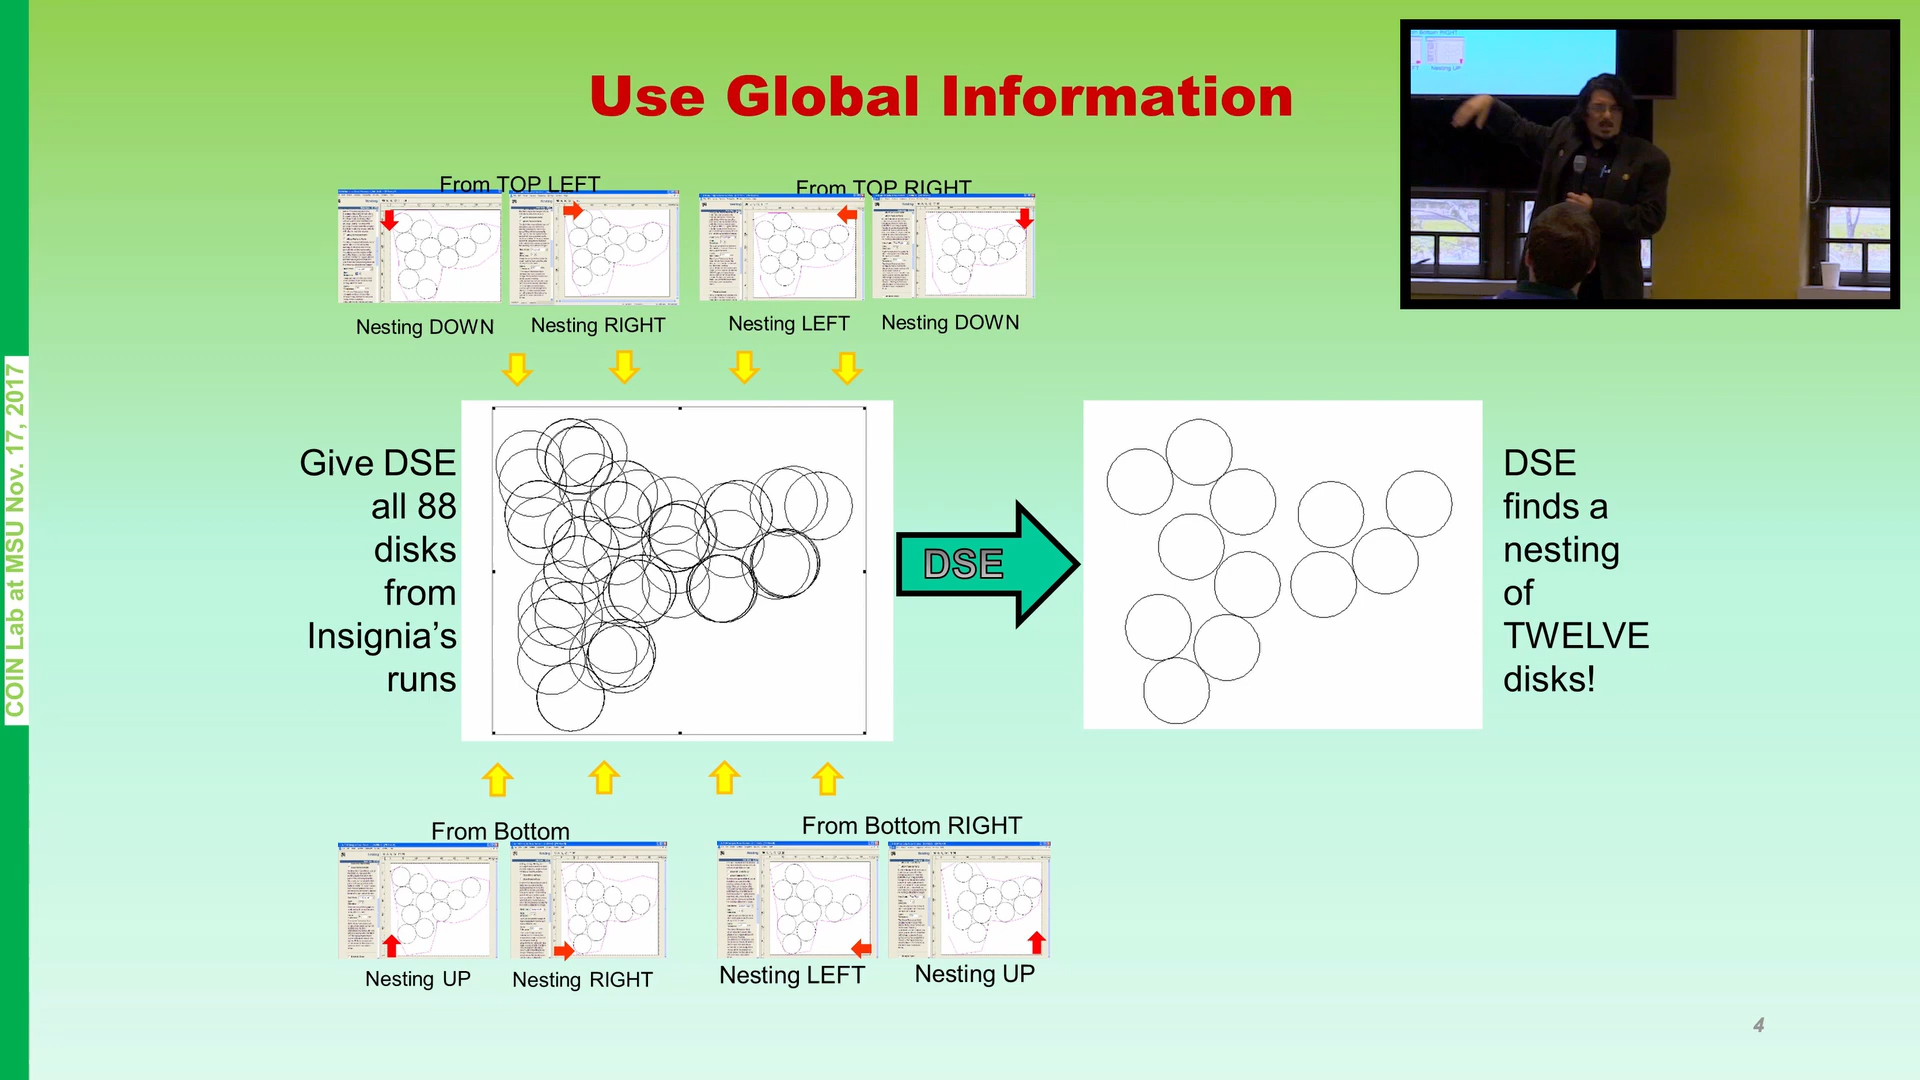 Use Global Information
From TOP LEFT
From TOP RIGHT
Nesting DOWN
Nesting RIGHT
Nesting LEFT
Nesting DOWN
Give DSE
all 88
disks
from
Insignia’s
runs
DSE
DSE
finds a
nesting
of
TWELVE
disks!
From Bottom
From Bottom RIGHT
Nesting UP
Nesting RIGHT
Nesting LEFT
Nesting UP
COIN Lab at MSU Nov. 17, 2017
4